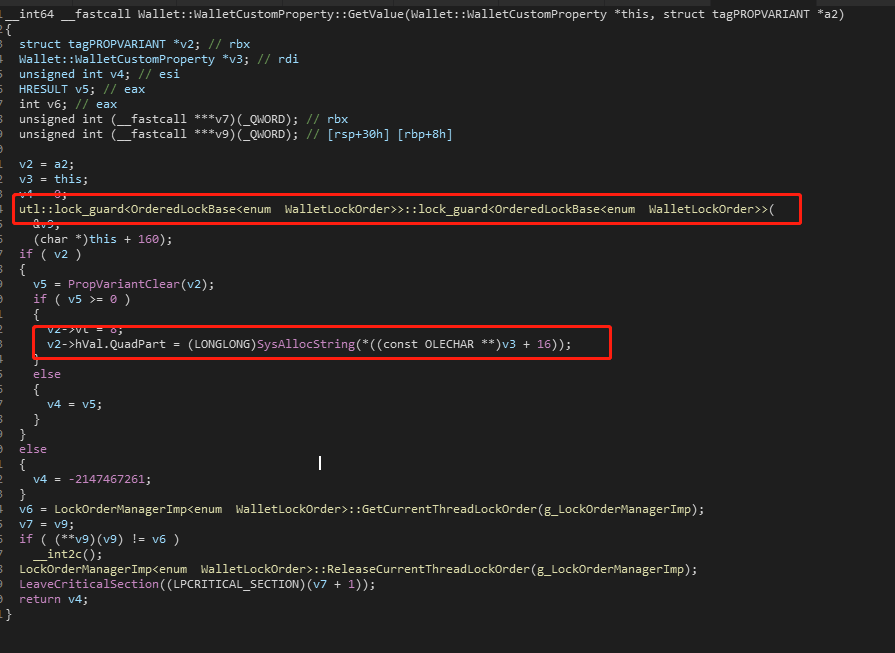 __int64 __fastcall Wallet::WalletCustomProperty::GetValue(Wallet::WalletCustomProperty *this, struct tagPROPVARIANT *a2)
{
struct tagPROPVARIANT *v2; // rbx
Wallet::WalletCustomProperty *v3; // rdi
unsigned int v4; // esi
HRESULT v5; // eax
int v6; // eax
unsigned int (__fastcall ***v7)(_QWORD); // rbx
unsigned int (__fastcall ***v9)(_QWORD); // [rsp+30h] [rbp+8h]
v2 = a2;
v3 = this;
v4 = 0;
utl::lock_guard<OrderedLockBase<enum  WalletLockOrder>>::lock_guard<OrderedLockBase<enum  WalletLockOrder>>(
&v9,
(char *)this + 160);
if ( v2 )
{
v5 = PropVariantClear(v2);
if ( v5 >= 0 )
{
v2->vt = 8;
v2->hVal.QuadPart = (LONGLONG)SysAllocString(*((const OLECHAR **)v3 + 16));
}
else
{
v4 = v5;
}
}
else
{
v4 = -2147467261;
}
v6 = LockOrderManagerImp<enum  WalletLockOrder>::GetCurrentThreadLockOrder(g_LockOrderManagerImp);
v7 = v9;
if ( (**v9)(v9) != v6 )
__int2c();
LockOrderManagerImp<enum  WalletLockOrder>::ReleaseCurrentThreadLockOrder(g_LockOrderManagerImp);
LeaveCriticalSection((LPCRITICAL_SECTION)(v7 + 1));
return v4;
}